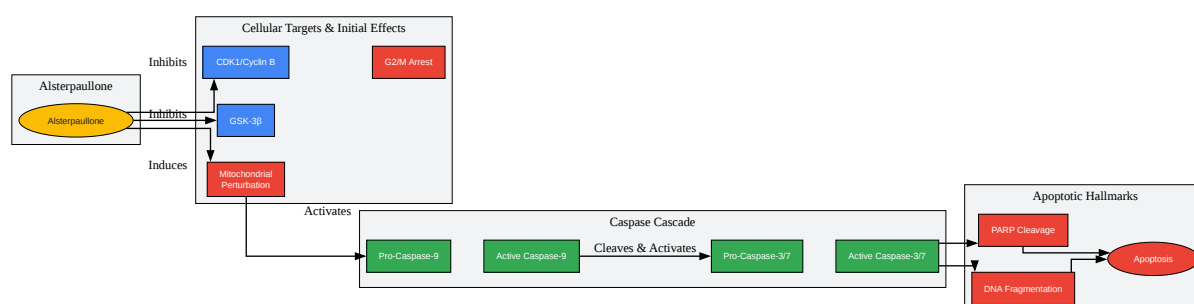 Cellular Targets & Initial Effects
Inhibits
CDK1/Cyclin B
G2/M Arrest
Alsterpaullone
Alsterpaullone
Inhibits
GSK-3β
Induces
Mitochondrial
Perturbation
Activates
Caspase Cascade
Pro-Caspase-9
Active Caspase-9
Cleaves & Activates
Pro-Caspase-3/7
Active Caspase-3/7
Apoptotic Hallmarks
PARP Cleavage
DNA Fragmentation
Apoptosis